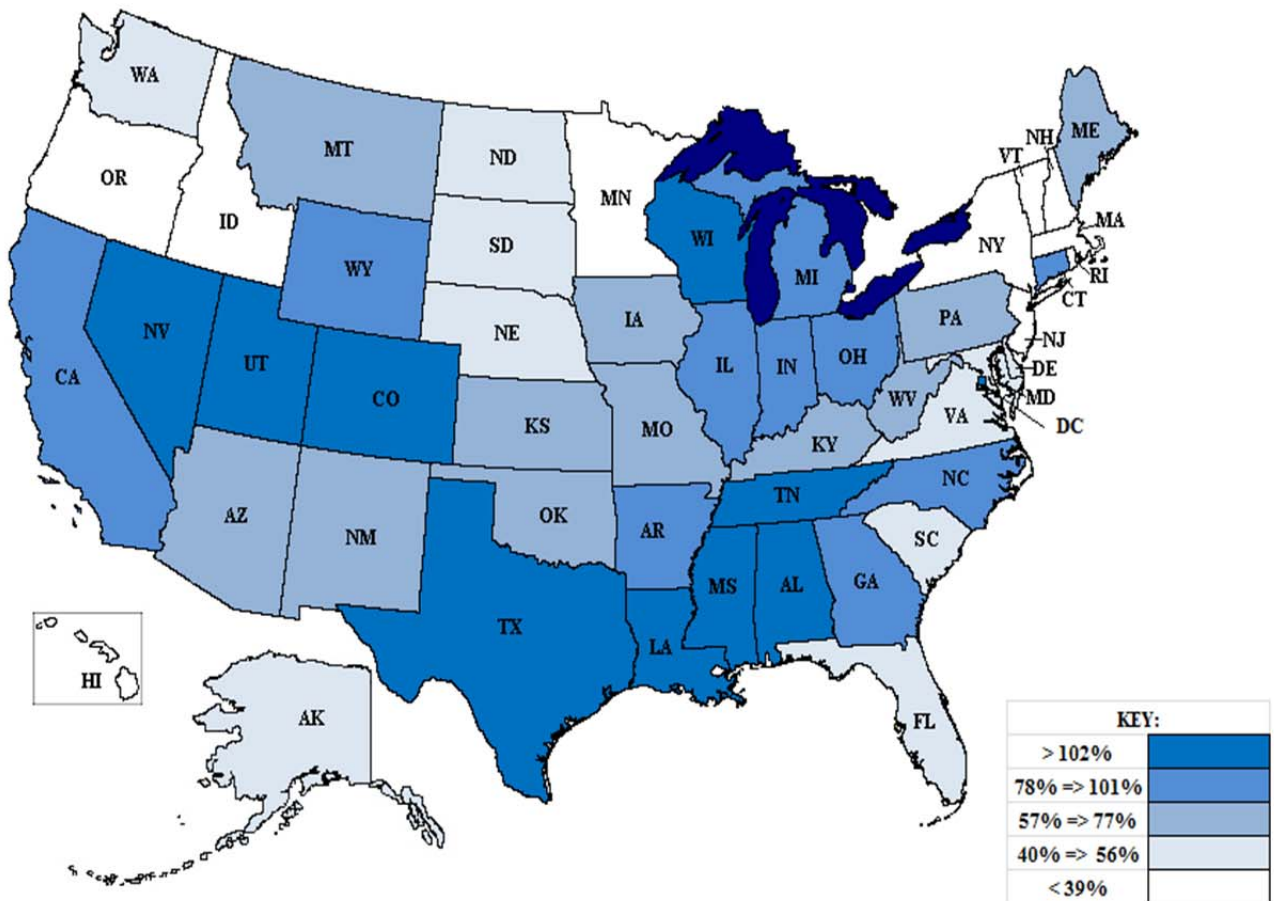 WA
MT
ND
OR
ID
MN
SD
WY
WI
MI
NY
VT
NH
ME
MA
RI
CT
NJ
DE
MD
DC
NE
IA
PA
NV
UT
CO
CA
IL
IN
OH
KS
MO
WV
VA
KY
AZ
NM
OK
AR
TN
NC
SC
MS
AL
GA
TX
LA
FL
HI
AK
KEY:
> 102%
78% => 101%
57% => 77%
40% => 56%
< 39%